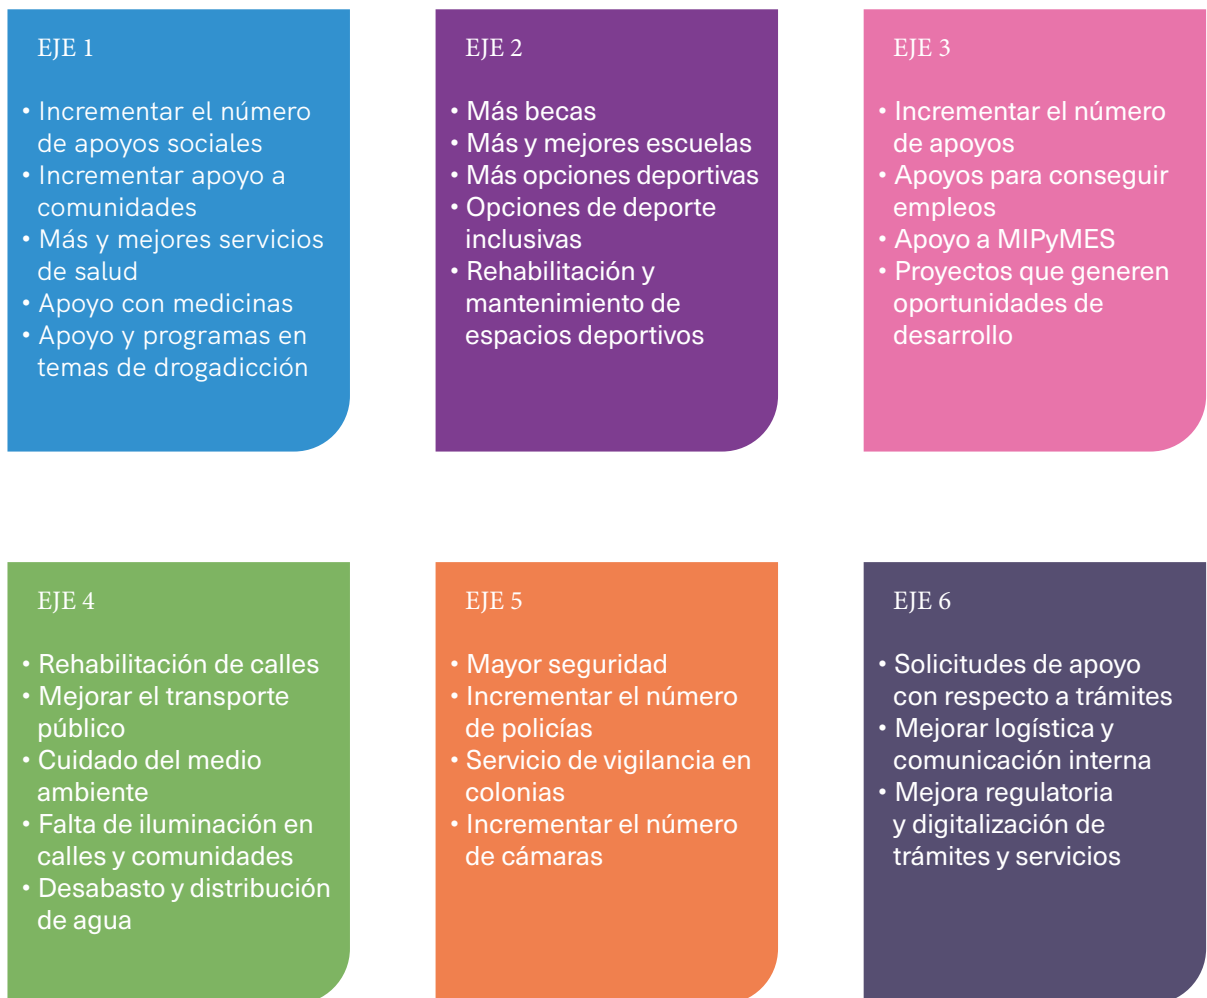 EJE 1
• Incrementar el número
de apoyos sociales
• Incrementar apoyo a
comunidades
• Más y mejores servicios
de salud
• Apoyo con medicinas
• Apoyo y programas en
temas de drogadicción
EJE 2
• Más becas
• Más y mejores escuelas
• Más opciones deportivas
• Opciones de deporte
inclusivas
• Rehabilitación y
mantenimiento de
espacios deportivos
EJE 3
• Incrementar el número
de apoyos
• Apoyos para conseguir
empleos
• Apoyo a MIPyMES
• Proyectos que generen
oportunidades de
desarrollo
EJE 4
• Rehabilitación de calles
• Mejorar el transporte
público
• Cuidado del medio
ambiente
• Falta de iluminación en
calles y comunidades
• Desabasto y distribución
de agua
EJE 5
• Mayor seguridad
• Incrementar el número
de policías
• Servicio de vigilancia en
colonias
• Incrementar el número
de cámaras
EJE 6
• Solicitudes de apoyo
con respecto a trámites
• Mejorar logística y
comunicación interna
• Mejora regulatoria
y digitalización de
trámites y servicios